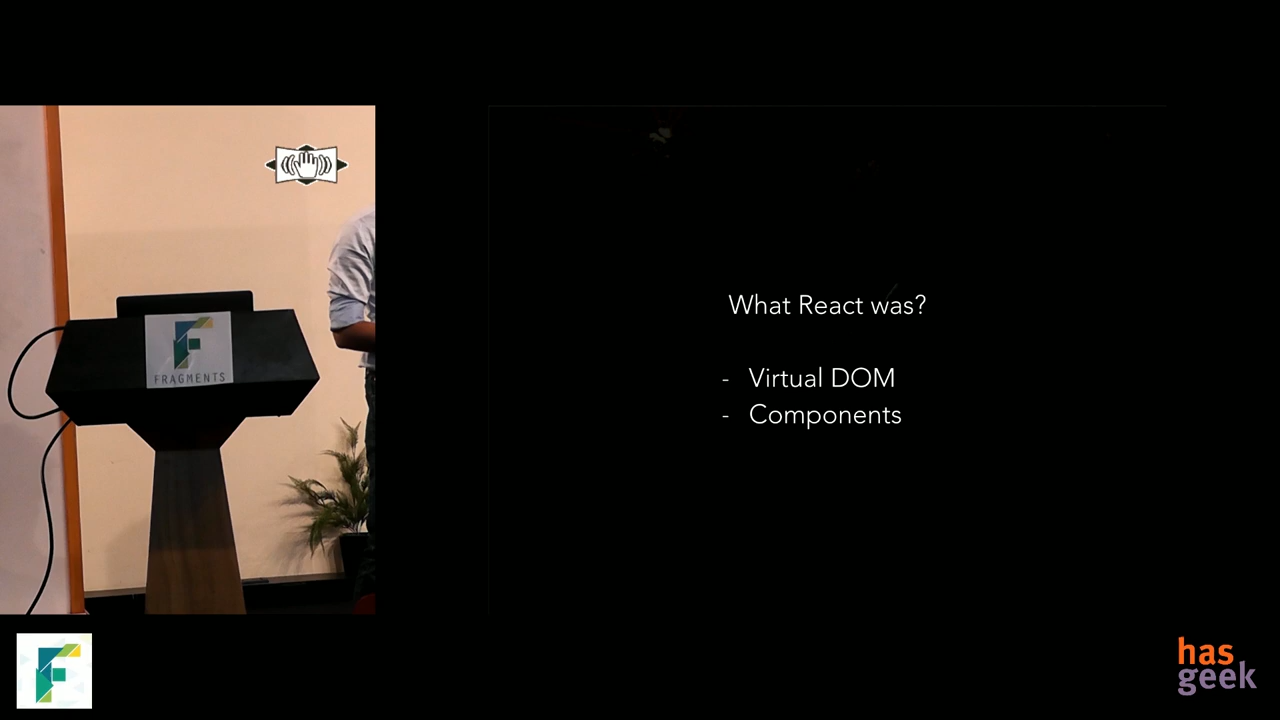 FRAGMENTS
What React was?
- Virtual DOM
- Components
has
geek